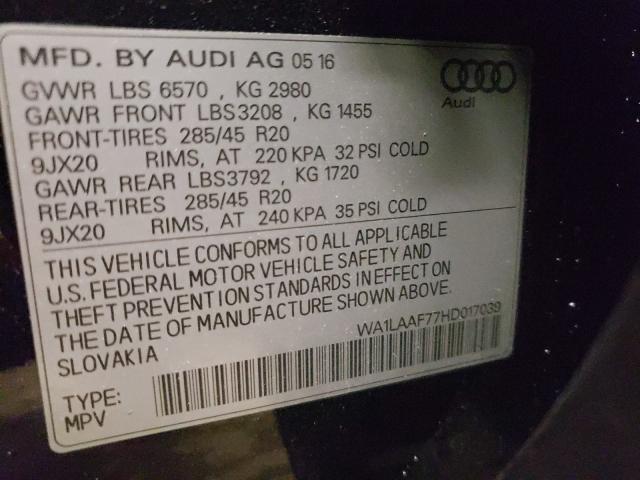 MFD. BY AUDI AG 05 16
GVWR LBS 6570 , KG 2980
GAWR FRONT LBS3208 , KG 1455
FRONT-TIRES 285/45 R20
9JX20 RIMS, AT 220 KPA 32 PSI COLD
GAWR REAR LBS3792 , KG 1720
REAR-TIRES 285/45 R20
9JX20 RIMS, AT 240 KPA 35 PSI COLD
Audi
THIS VEHICLE CONFORMS TO ALL APPLICABLE
U.S. FEDERAL MOTOR VEHICLE SAFETY AND
THEFT PREVENTION STANDARDS IN EFFECT ON
THE DATE OF MANUFACTURE SHOWN ABOVE.
SLOVAKIA
WA1LAAF77HD017039
TYPE:
MPV